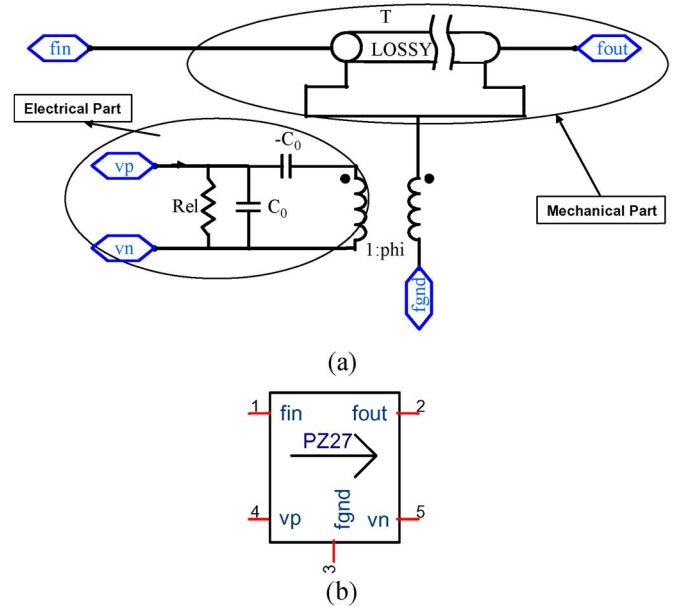 T
fin
LOSSY
fout
Electrical Part
-C₀
vp
Rel
C₀
Mechanical Part
vn
1:phi
fgnd
(a)
1 fin fout 2
PZ27
4 vp fgnd vn 5
3
(b)